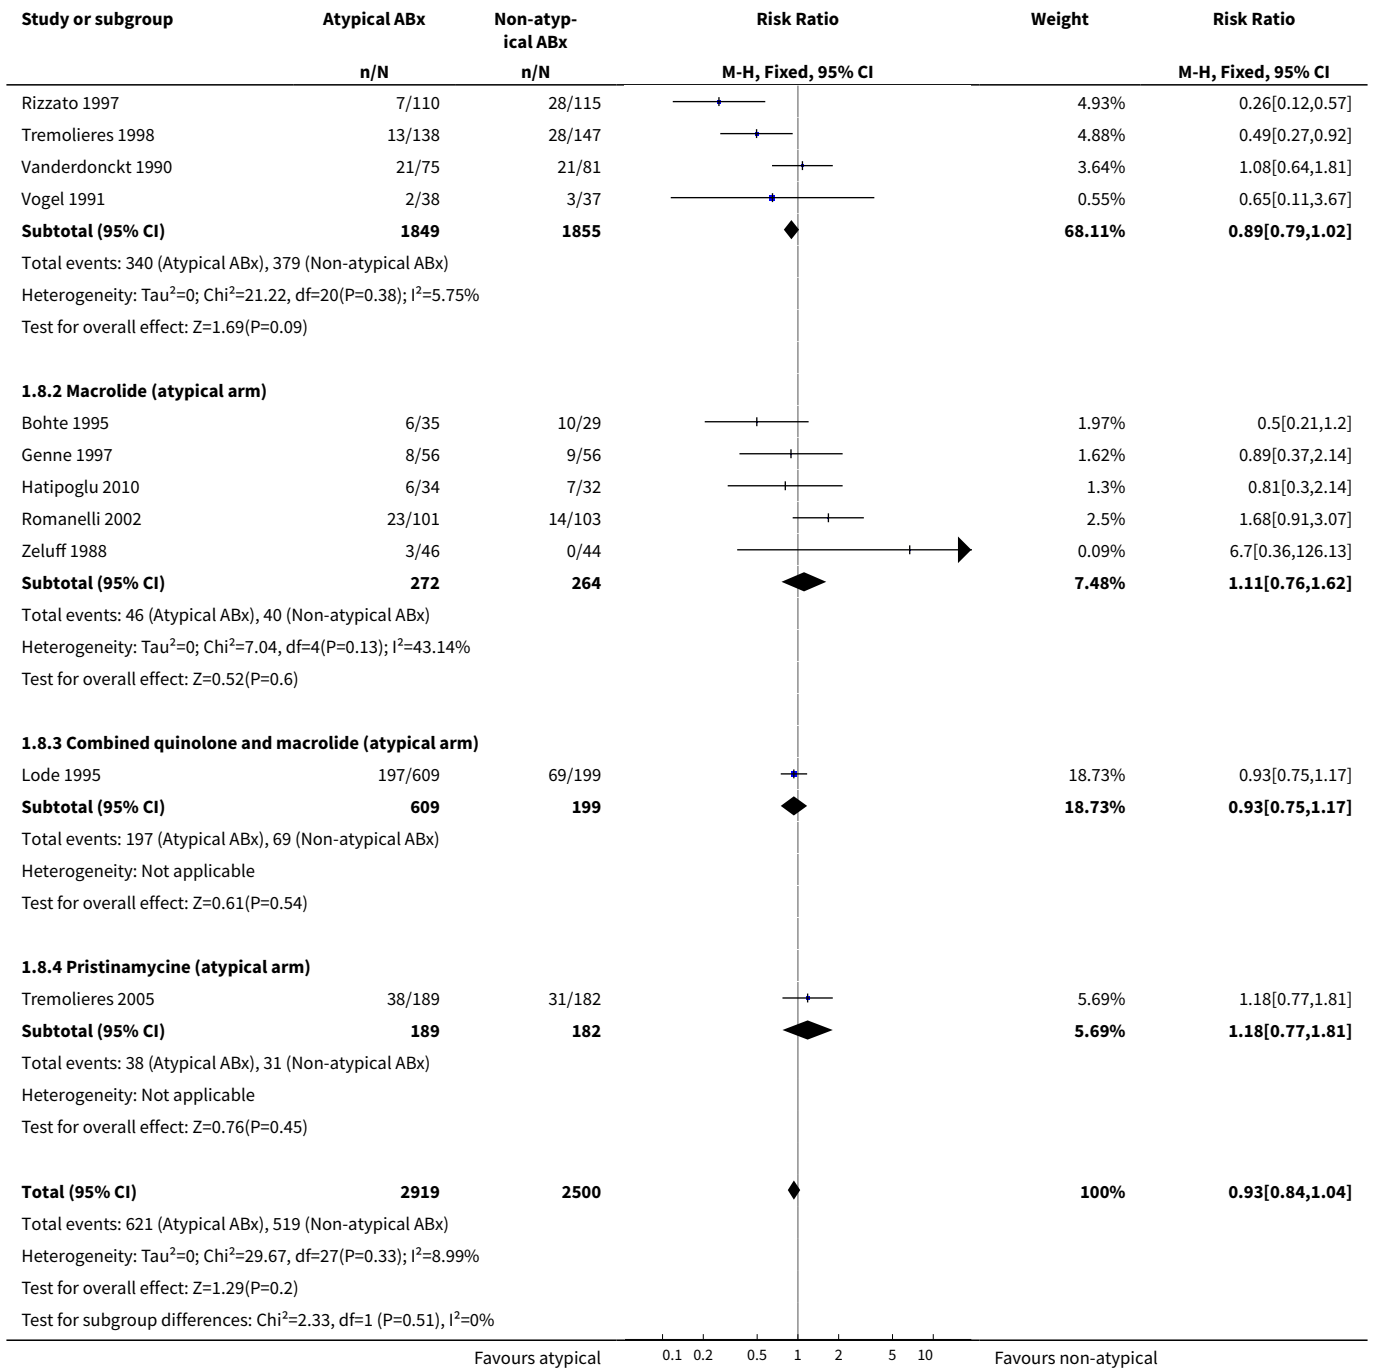 Study or subgroup Atypical ABx Non-atyp- Risk Ratio Weight Risk Ratio
ical ABx
n/N n/N M-H, Fixed, 95% CI M-H, Fixed, 95% CI
Rizzato 1997 7/110 28/115 4.93% 0.26[0.12,0.57]
Tremolieres 1998 13/138 28/147 4.88% 0.49[0.27,0.92]
Vanderdonckt 1990 21/75 21/81 3.64% 1.08[0.64,1.81]
Vogel 1991 2/38 3/37 0.55% 0.65[0.11,3.67]
Subtotal (95% CI) 1849 1855 68.11% 0.89[0.79,1.02]
Total events: 340 (Atypical ABx), 379 (Non-atypical ABx)
Heterogeneity: Tau²=0; Chi²=21.22, df=20(P=0.38); I²=5.75%
Test for overall effect: Z=1.69(P=0.09)
1.8.2 Macrolide (atypical arm)
Bohte 1995 6/35 10/29 1.97% 0.5[0.21,1.2]
Genne 1997 8/56 9/56 1.62% 0.89[0.37,2.14]
Hatipoglu 2010 6/34 7/32 1.3% 0.81[0.3,2.14]
Romanelli 2002 23/101 14/103 2.5% 1.68[0.91,3.07]
Zeluff 1988 3/46 0/44 0.09% 6.7[0.36,126.13]
Subtotal (95% CI) 272 264 7.48% 1.11[0.76,1.62]
Total events: 46 (Atypical ABx), 40 (Non-atypical ABx)
Heterogeneity: Tau²=0; Chi²=7.04, df=4(P=0.13); I²=43.14%
Test for overall effect: Z=0.52(P=0.6)
1.8.3 Combined quinolone and macrolide (atypical arm)
Lode 1995 197/609 69/199 18.73% 0.93[0.75,1.17]
Subtotal (95% CI) 609 199 18.73% 0.93[0.75,1.17]
Total events: 197 (Atypical ABx), 69 (Non-atypical ABx)
Heterogeneity: Not applicable
Test for overall effect: Z=0.61(P=0.54)
1.8.4 Pristinamycine (atypical arm)
Tremolieres 2005 38/189 31/182 5.69% 1.18[0.77,1.81]
Subtotal (95% CI) 189 182 5.69% 1.18[0.77,1.81]
Total events: 38 (Atypical ABx), 31 (Non-atypical ABx)
Heterogeneity: Not applicable
Test for overall effect: Z=0.76(P=0.45)
Total (95% CI) 2919 2500 100% 0.93[0.84,1.04]
Total events: 621 (Atypical ABx), 519 (Non-atypical ABx)
Heterogeneity: Tau²=0; Chi²=29.67, df=27(P=0.33); I²=8.99%
Test for overall effect: Z=1.29(P=0.2)
Test for subgroup differences: Chi²=2.33, df=1 (P=0.51), I²=0%
Favours atypical 0.1 0.2 0.5 1 2 5 10 Favours non-atypical